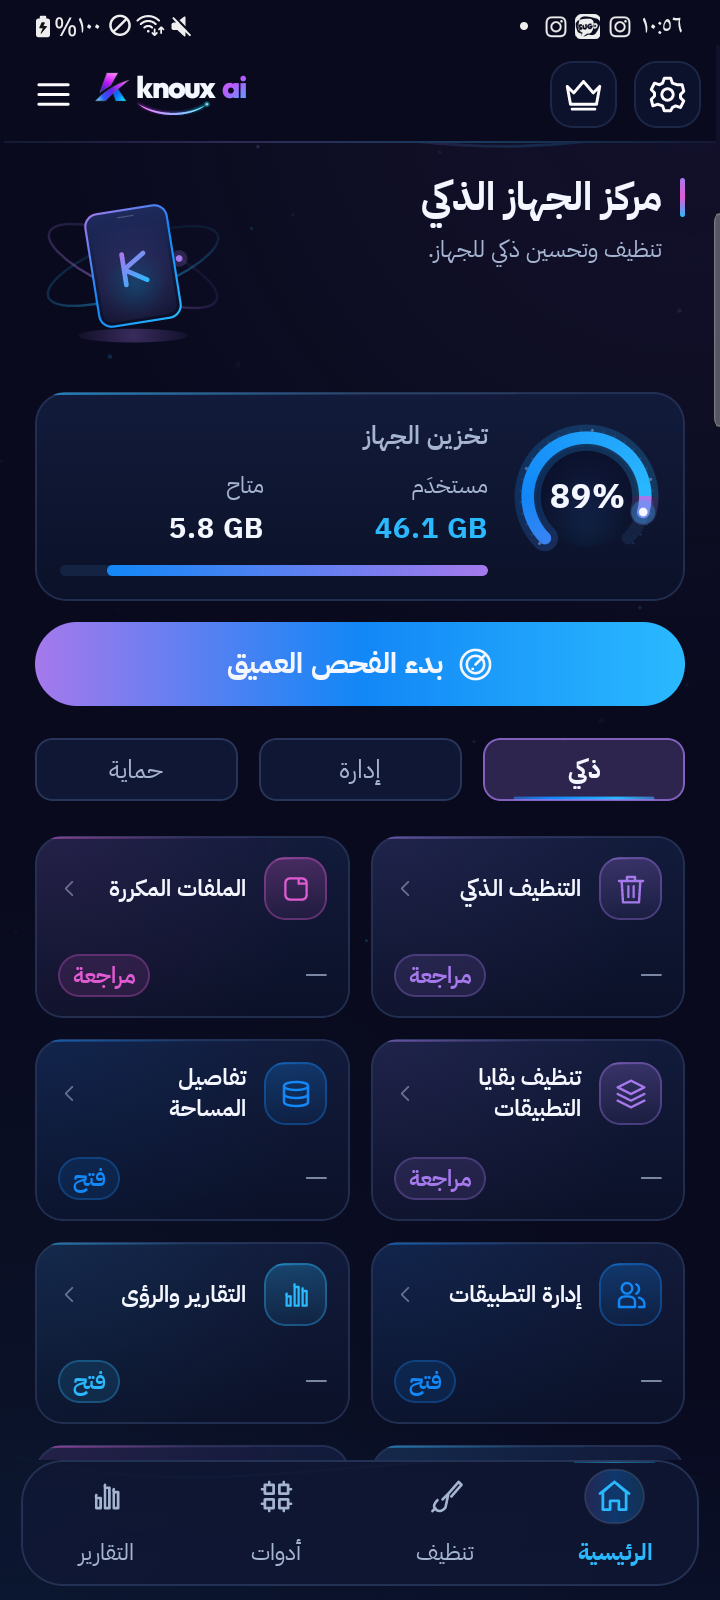 ١٠:٥٦
%١٠٠
knoux ai
مركز الجهاز الذكي
تنظيف وتحسين ذكي للجهاز.
تخزين الجهاز
89%
مستخدَم
متاح
46.1 GB
5.8 GB
بدء الفحص العميق
ذكي
إدارة
حماية
التنظيف الذكي
الملفات المكررة
—
مراجعة
—
مراجعة
تنظيف بقايا
التطبيقات
تفاصيل
المساحة
—
مراجعة
—
فتح
إدارة التطبيقات
التقارير والرؤى
—
فتح
—
فتح
الرئيسية
تنظيف
أدوات
التقارير